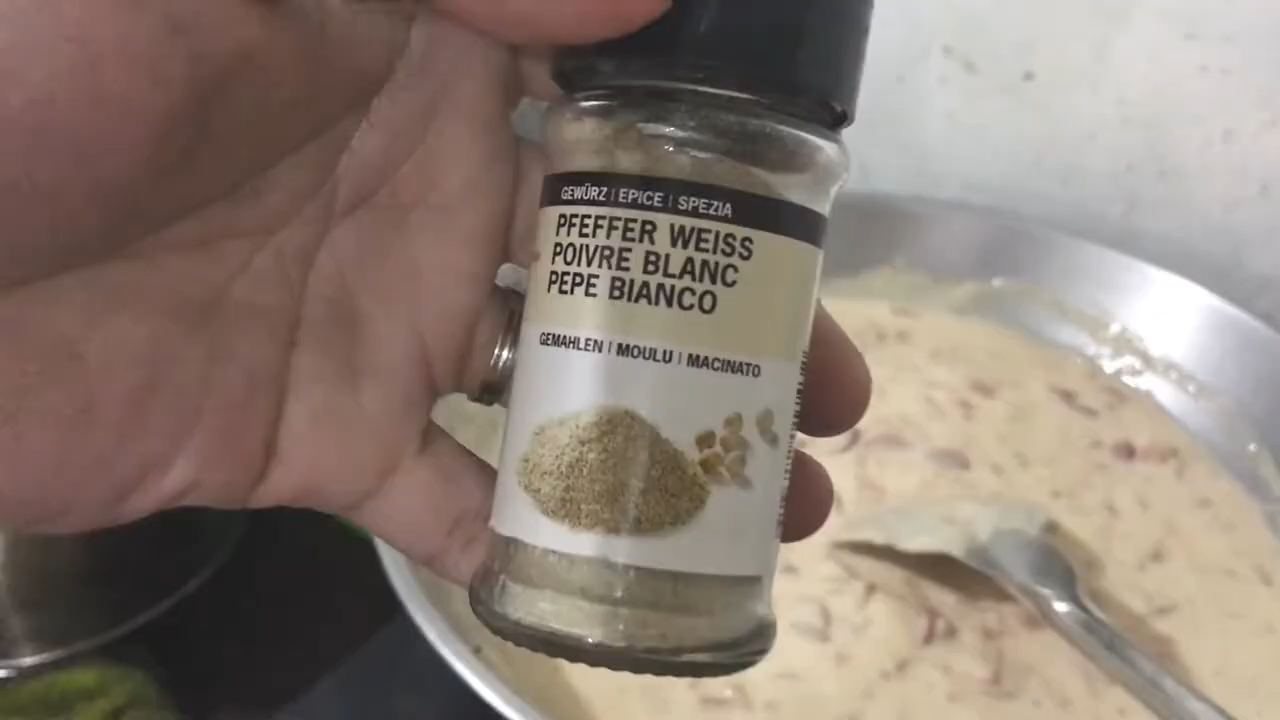 GEWÜRZ | EPICE | SPEZIA
PFEFFER WEISS
POIVRE BLANC
PEPE BIANCO
GEMAHLEN | MOULU | MACINATO